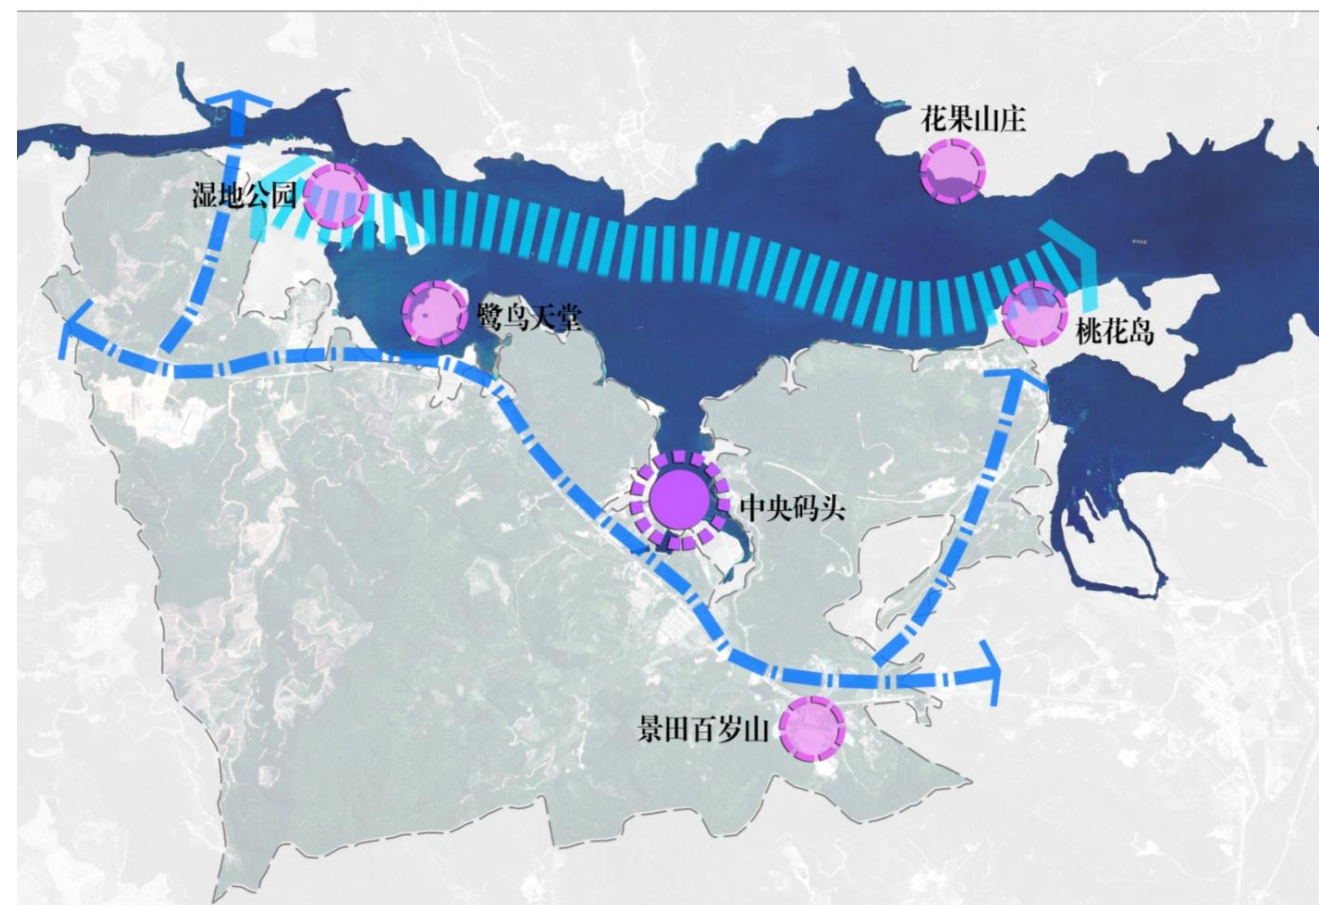 花果山庄
湿地公园
鹭鸟天堂
桃花岛
中央码头
景田百岁山